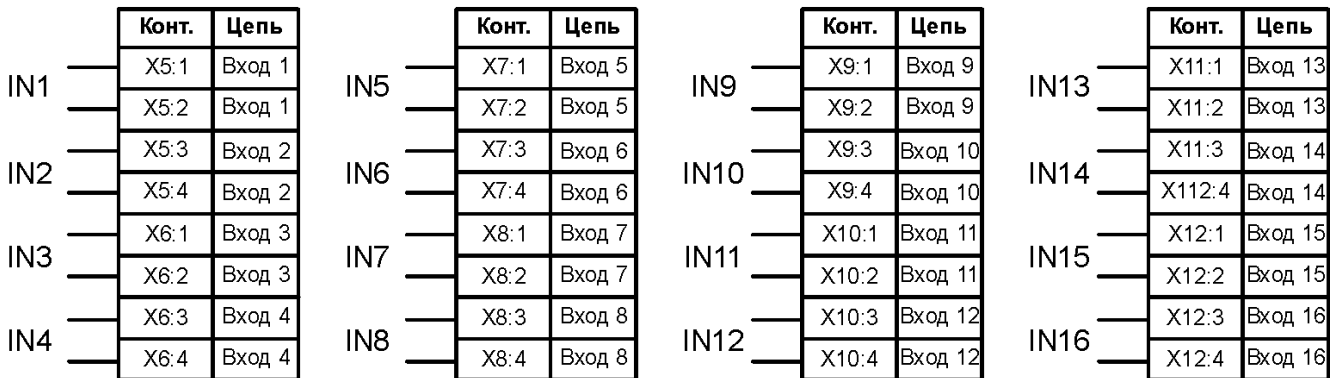 Конт. Цепь
IN1
X5:1 Вход 1
X5:2 Вход 1
IN2
X5:3 Вход 2
X5:4 Вход 2
IN3
X6:1 Вход 3
X6:2 Вход 3
IN4
X6:3 Вход 4
X6:4 Вход 4
Конт. Цепь
IN5
X7:1 Вход 5
X7:2 Вход 5
IN6
X7:3 Вход 6
X7:4 Вход 6
IN7
X8:1 Вход 7
X8:2 Вход 7
IN8
X8:3 Вход 8
X8:4 Вход 8
Конт. Цепь
IN9
X9:1 Вход 9
X9:2 Вход 9
IN10
X9:3 Вход 10
X9:4 Вход 10
IN11
X10:1 Вход 11
X10:2 Вход 11
IN12
X10:3 Вход 12
X10:4 Вход 12
Конт. Цепь
IN13
X11:1 Вход 13
X11:2 Вход 13
IN14
X11:3 Вход 14
X112:4 Вход 14
IN15
X12:1 Вход 15
X12:2 Вход 15
IN16
X12:3 Вход 16
X12:4 Вход 16